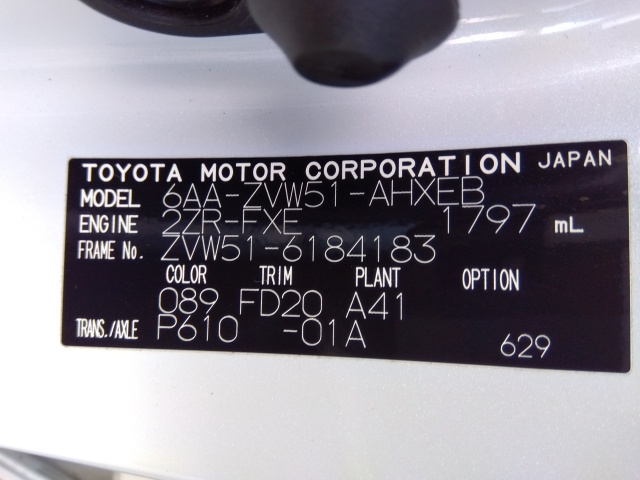 TOYOTA MOTOR CORPORATION JAPAN
MODEL 6AA-ZVW51-AHXEB
ENGINE 2ZR-FXE 1797 mL
FRAME No. ZVW51-6184183
COLOR TRIM PLANT OPTION
089 FD20 A41
TRANS./AXLE P610 -01A
629